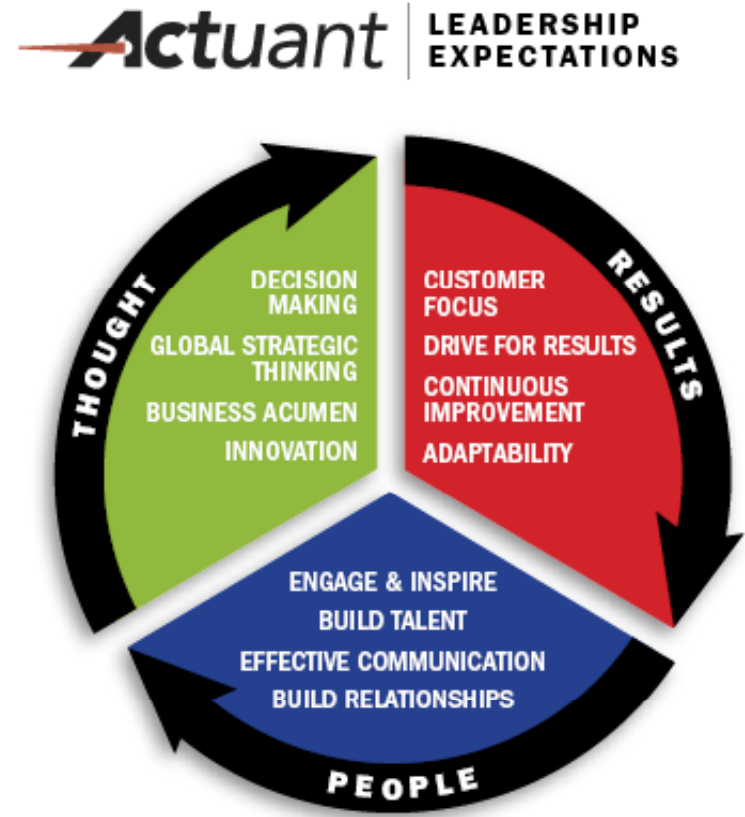 Actuant
LEADERSHIP
EXPECTATIONS
THOUGHT
DECISION
MAKING
GLOBAL STRATEGIC
THINKING
BUSINESS ACUMEN
INNOVATION
RESULTS
CUSTOMER
FOCUS
DRIVE FOR RESULTS
CONTINUOUS
IMPROVEMENT
ADAPTABILITY
ENGAGE & INSPIRE
BUILD TALENT
EFFECTIVE COMMUNICATION
BUILD RELATIONSHIPS
PEOPLE